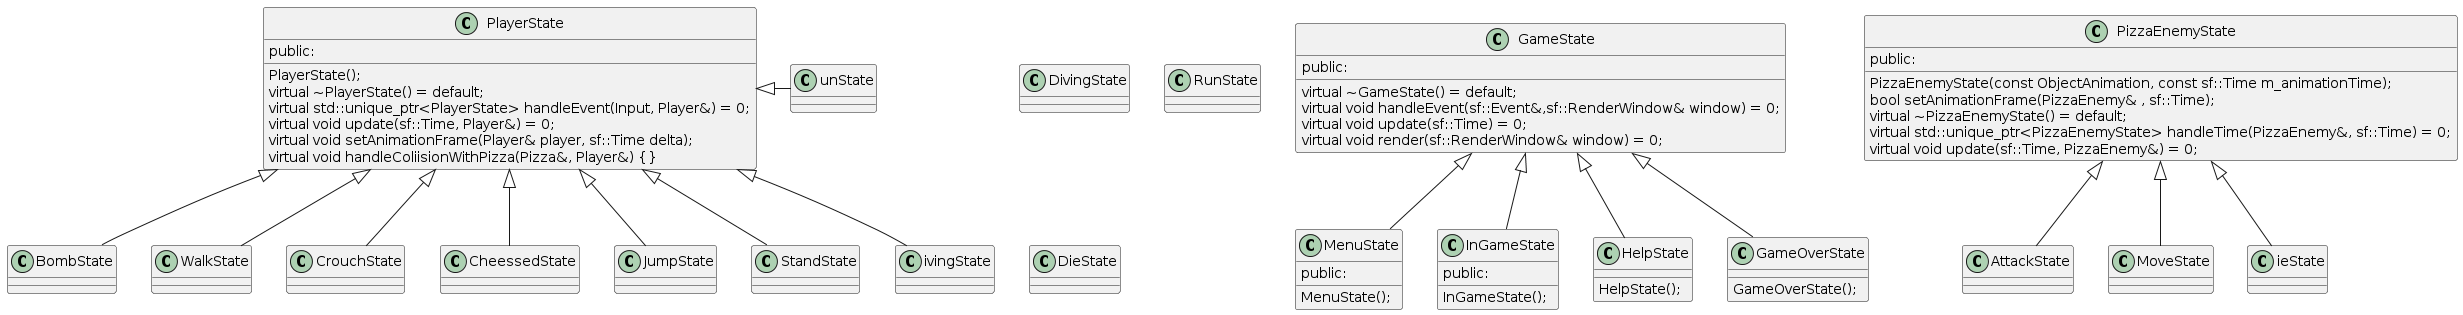 PlayerState
public:
PlayerState();
virtual ~PlayerState() = default;
virtual std::unique_ptr<PlayerState> handleEvent(Input, Player&) = 0;
virtual void update(sf::Time, Player&) = 0;
virtual void setAnimationFrame(Player& player, sf::Time delta);
virtual void handleColiisionWithPizza(Pizza&, Player&) { }
unState
DivingState
RunState
GameState
public:
virtual ~GameState() = default;
virtual void handleEvent(sf::Event&,sf::RenderWindow& window) = 0;
virtual void update(sf::Time) = 0;
virtual void render(sf::RenderWindow& window) = 0;
PizzaEnemyState
public:
PizzaEnemyState(const ObjectAnimation, const sf::Time m_animationTime);
bool setAnimationFrame(PizzaEnemy& , sf::Time);
virtual ~PizzaEnemyState() = default;
virtual std::unique_ptr<PizzaEnemyState> handleTime(PizzaEnemy&, sf::Time) = 0;
virtual void update(sf::Time, PizzaEnemy&) = 0;
BombState
WalkState
CrouchState
CheessedState
JumpState
StandState
ivingState
DieState
MenuState
public:
MenuState();
InGameState
public:
InGameState();
HelpState
HelpState();
GameOverState
GameOverState();
AttackState
MoveState
ieState